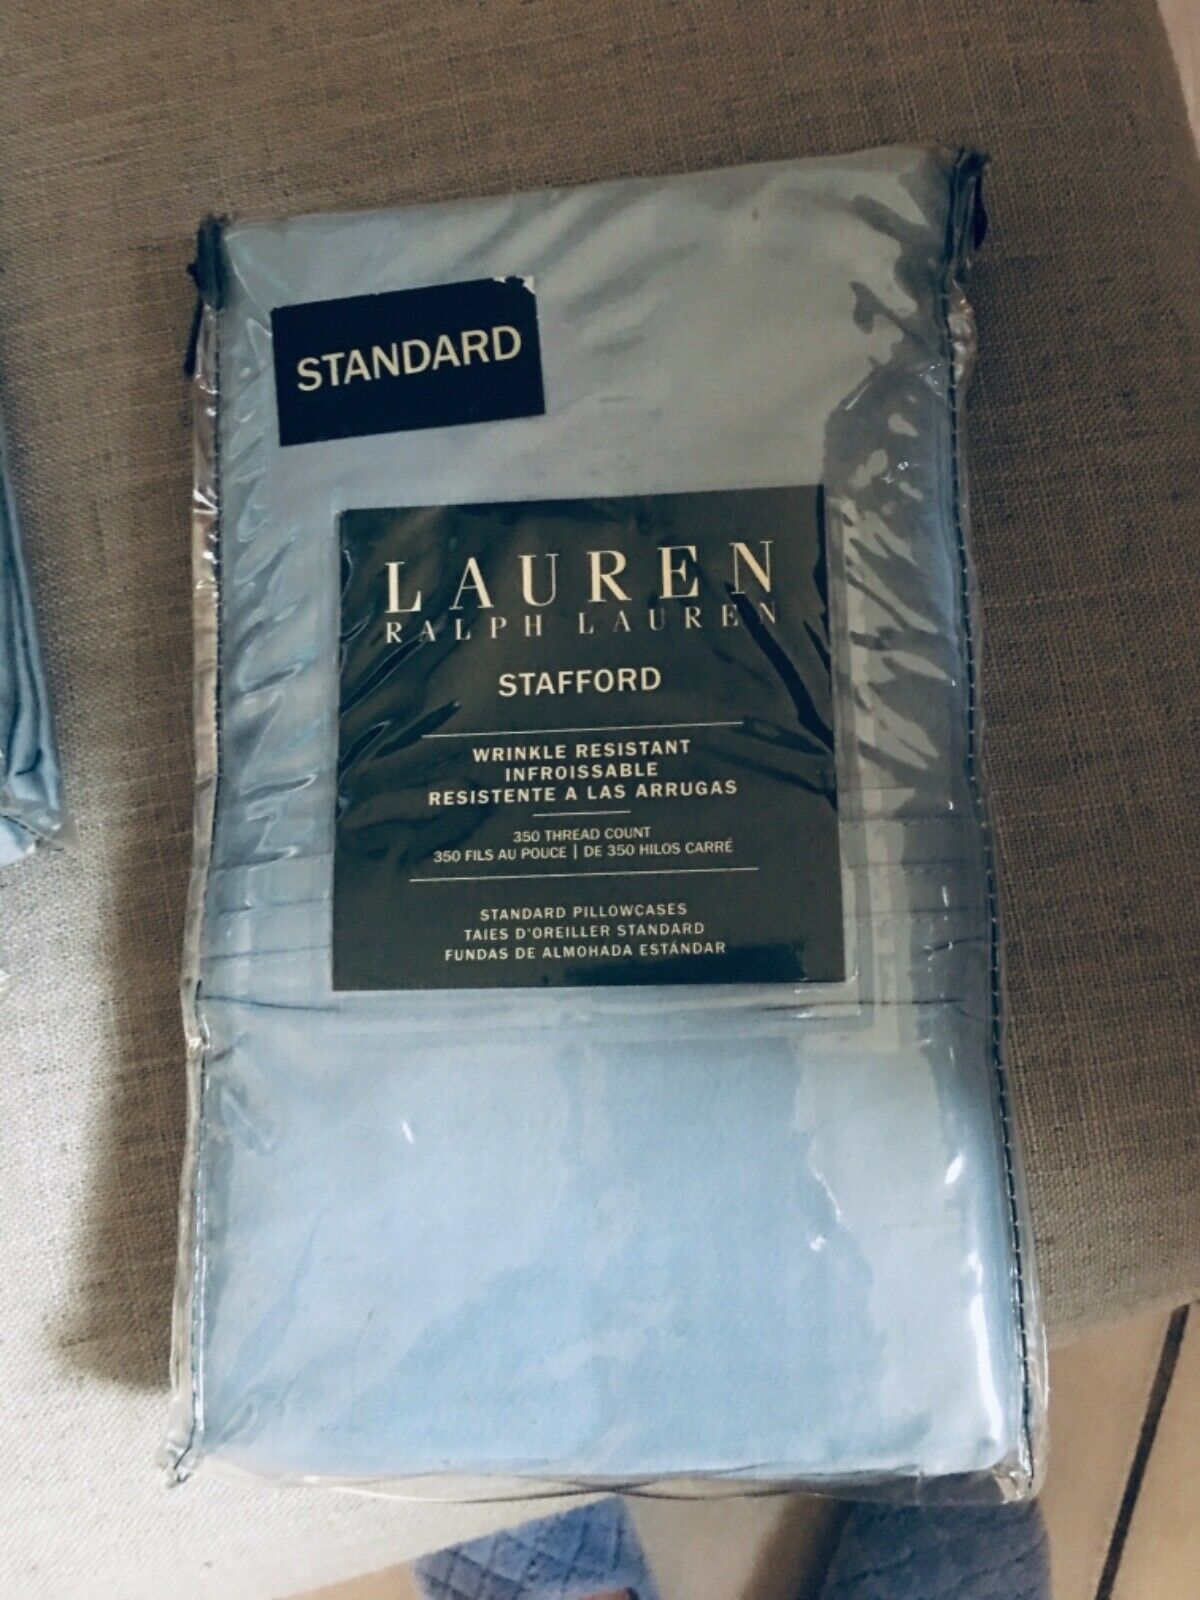 STANDARD
LAUREN
RALPH LAUREN
STAFFORD
WRINKLE RESISTANT
INFROISSABLE
RESISTENTE A LAS ARRUGAS
350 THREAD COUNT
350 FILS AU POUCE | DE 350 HILOS CARRÉ
STANDARD PILLOWCASES
TAIES D'OREILLER STANDARD
FUNDAS DE ALMOHADA ESTÁNDAR